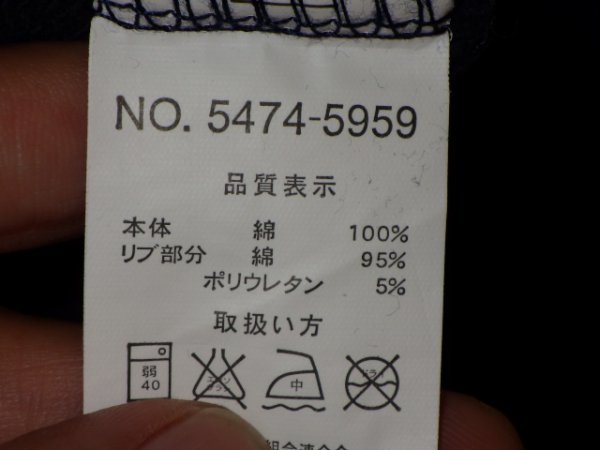 NO. 5474-5959
品質表示
本体 綿 100%
リブ部分 綿 95%
ポリウレタン 5%
取扱い方
弱 40
中